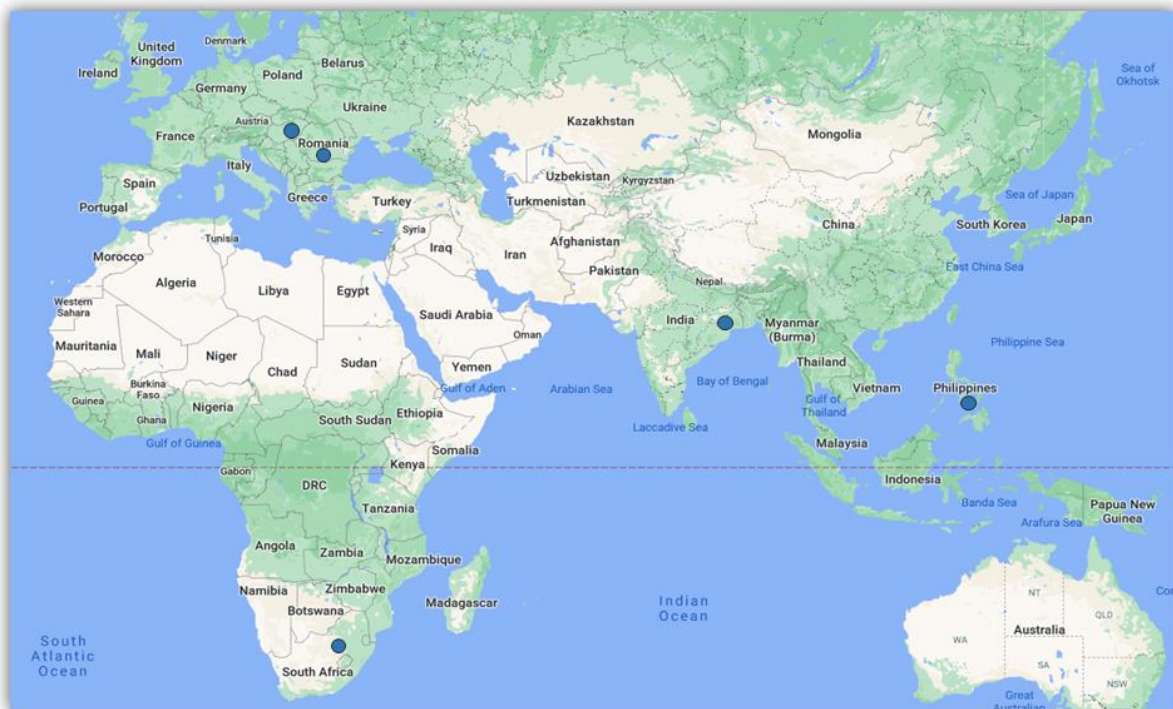 Denmark
United
Kingdom
Ireland
Belarus
Poland
Germany
Ukraine
Austria
France
Romania
Italy
Spain
Portugal
Greece
Turkey
Kazakhstan
Mongolia
Uzbekistan
Kyrgyzstan
Turkmenistan
Sea of
Okhotsk
Sea of Japan
South Korea
Japan
China
East China Sea
Tunisia
Morocco
Syria
Iraq
Iran
Afghanistan
Pakistan
Nepal
Algeria
Libya
Egypt
Western
Sahara
Saudi Arabia
Oman
India
Myanmar
(Burma)
Mauritania
Mali
Niger
Chad
Sudan
Yemen
Thailand
Philippine Sea
Gulf of Aden
Arabian Sea
Bay of Bengal
Vietnam
Philippines
Burkina
Faso
Guinea
Ghana
Nigeria
Ethiopia
South Sudan
Gulf of
Thailand
Laccadive Sea
Gulf of Guinea
Somalia
Malaysia
Gabon
Kenya
DRC
Indonesia
Tanzania
Banda Sea
Papua New
Guinea
Arafura Sea
Angola
Zambia
Mozambique
Namibia
Zimbabwe
Botswana
Madagascar
Indian
Ocean
South
Atlantic
Ocean
South Africa
NT
QLD
Australia
WA
SA
NSW
Great
Australian